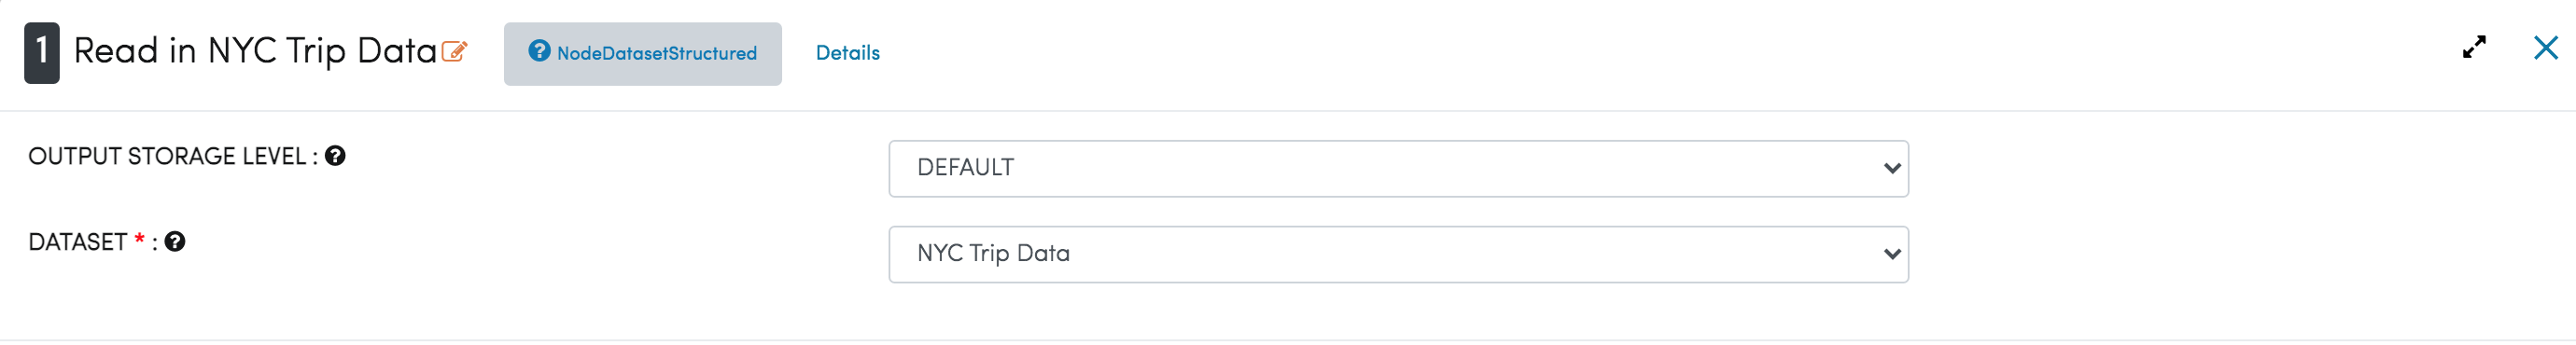 1 Read in NYC Trip Data NodeDatasetStructured Details
OUTPUT STORAGE LEVEL : DEFAULT
DATASET * : NYC Trip Data